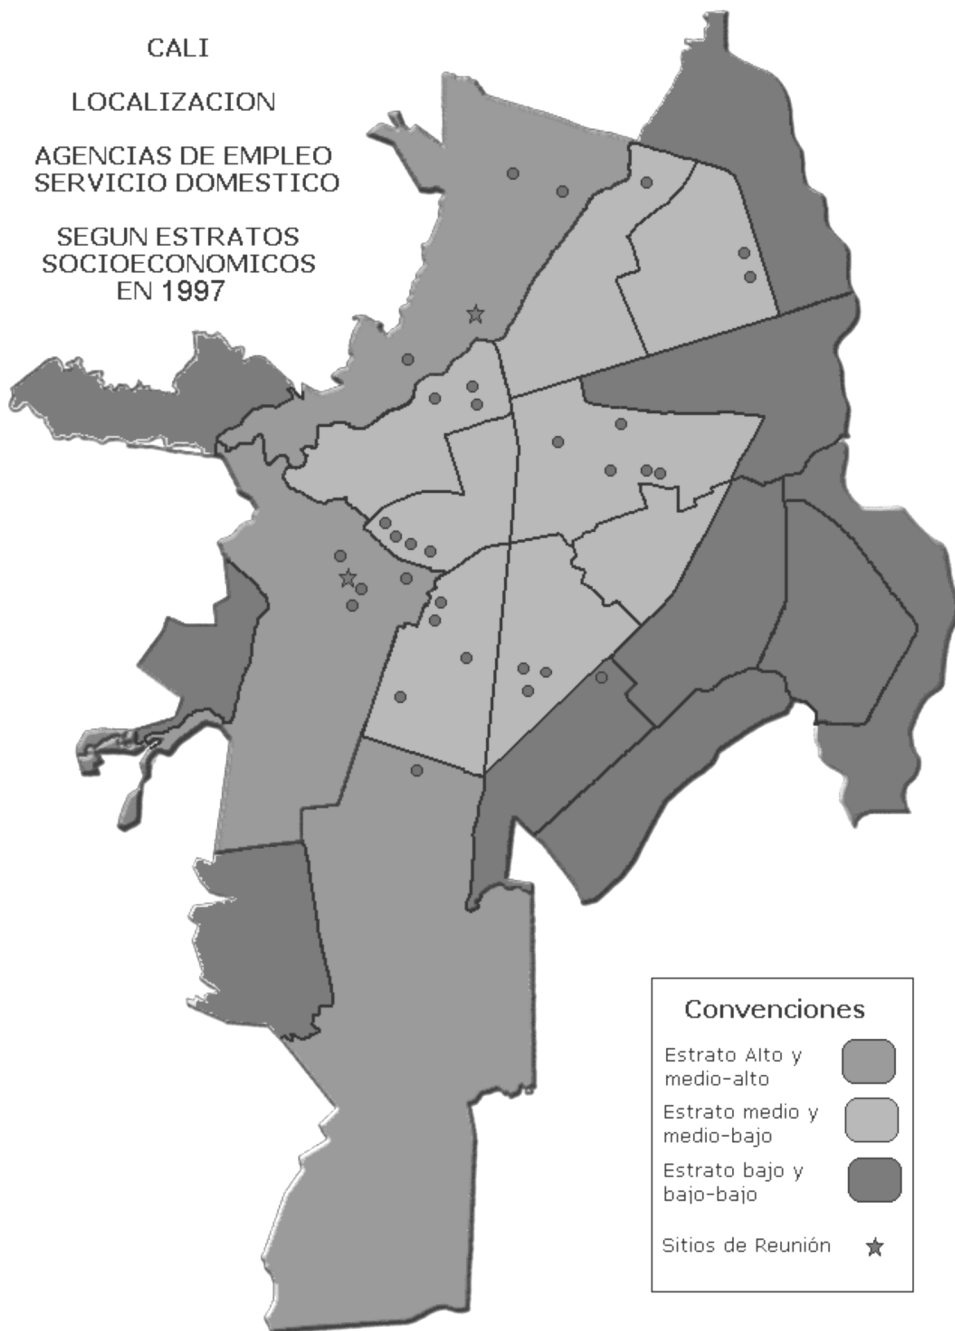 CALI
LOCALIZACION
AGENCIAS DE EMPLEO
SERVICIO DOMESTICO
SEGUN ESTRATOS
SOCIOECONOMICOS
EN 1997
Convenciones
Estrato Alto y
medio-alto
Estrato medio y
medio-bajo
Estrato bajo y
bajo-bajo
Sitios de Reunión